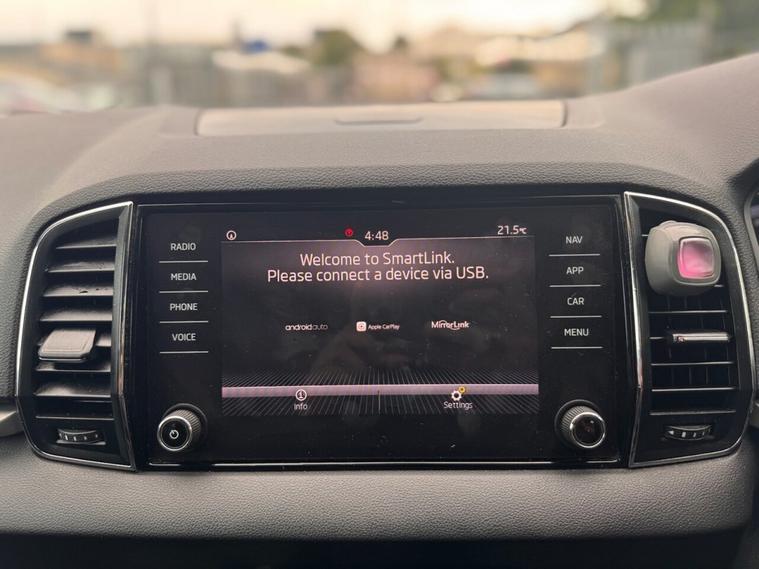 4:48
21.5°C
RADIO
MEDIA
PHONE
VOICE
Welcome to SmartLink.
Please connect a device via USB.
androidauto
Apple CarPlay
MirrorLink
Info
Settings
NAV
APP
CAR
MENU